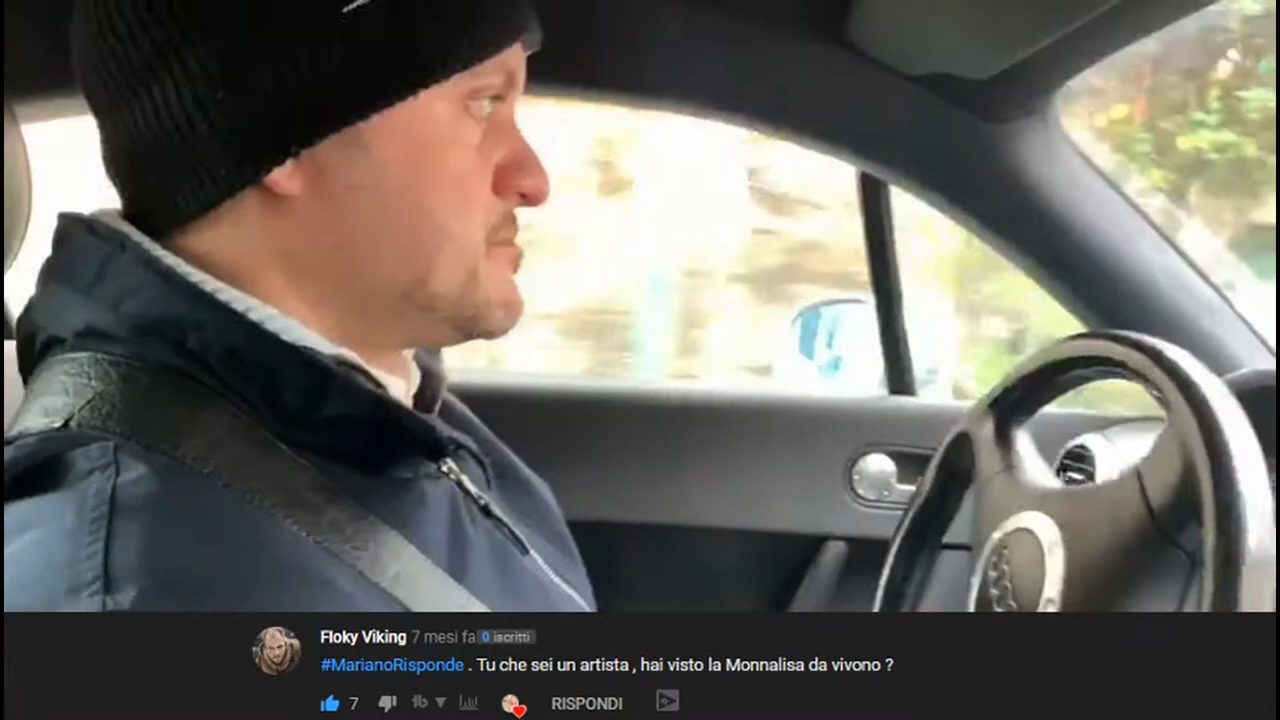 Floky Viking 7 mesi fa 0 iscritti
#MarianoRisponde . Tu che sei un artista , hai visto la Monnalisa da vivono ?
7 tb RISPONDI